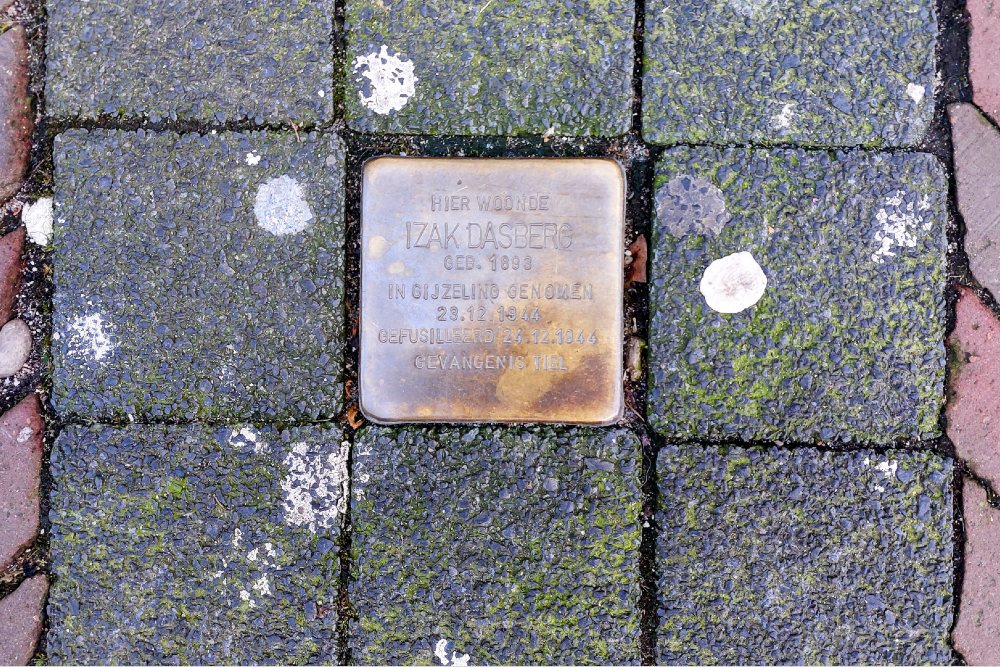 HIER WOONDE
IZAK DASBERG
GEB. 1893
IN GIJZELING GENOMEN
23.12.1944
GEFUSILLEERD 24.12.1944
GEVANGENIS TIEL